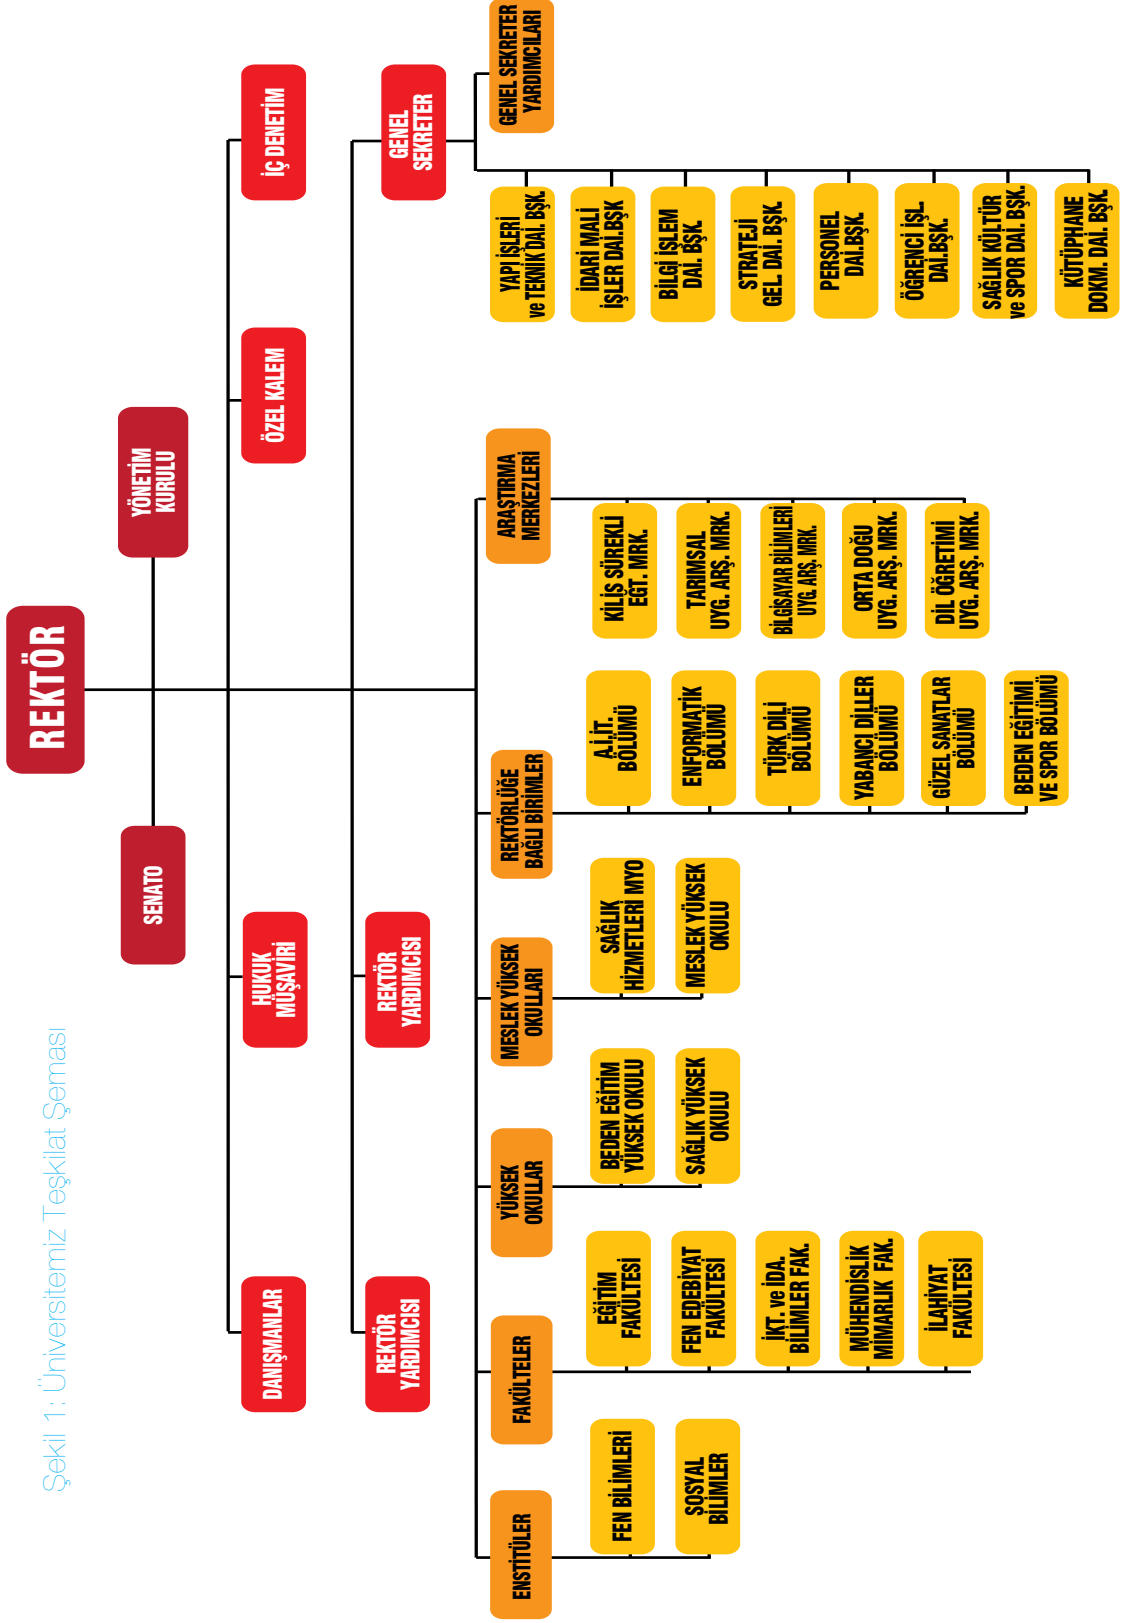 Şekil 1: Üniversitemiz Teşkilat Şeması
REKTÖR
SENATO
YÖNETİM
KURULU
DANIŞMANLAR
HUKUK
MÜŞAVİRİ
ÖZEL KALEM
İÇ DENETİM
REKTÖR
YARDIMCISI
REKTÖR
YARDIMCISI
GENEL
SEKRETER
GENEL SEKRETER
YARDIMCILARI
ENSTİTÜLER
FAKÜLTELER
YÜKSEK
OKULLAR
MESLEK YÜKSEK
OKULLARI
REKTÖRLÜĞE
BAĞLI BİRİMLER
ARAŞTIRMA
MERKEZLERİ
FEN BİLİMLERİ
SOSYAL
BİLİMLER
EĞİTİM
FAKÜLTESİ
FEN EDEBİYAT
FAKÜLTESİ
İKT. ve İDA.
BİLİMLER FAK.
MÜHENDİSLİK
MİMARLIK FAK.
İLAHİYAT
FAKÜLTESİ
BEDEN EĞİTİM
YÜKSEK OKULU
SAĞLIK YÜKSEK
OKULU
SAĞLIK
HİZMETLERİ MYO
MESLEK YÜKSEK
OKULU
A.İ.İT.
BÖLÜMÜ
ENFORMATİK
BÖLÜMÜ
TÜRK DİLİ
BÖLÜMÜ
YABANCI DİLLER
BÖLÜMÜ
GÜZEL SANATLAR
BÖLÜMÜ
BEDEN EĞİTİMİ
VE SPOR BÖLÜMÜ
KİLİS SÜREKLİ
EĞT. MRK.
TARIMSAL
UYG. ARŞ. MRK.
BİLGİSAYAR BİLİMLERİ
UYG. ARŞ. MRK.
ORTA DOĞU
UYG. ARŞ. MRK.
DİL ÖĞRETİMİ
UYG. ARŞ. MRK.
YAPI İŞLERİ
ve TEKNİK DAİ. BŞK.
İDARİ MALİ
İŞLER DAİ.BŞK
BİLGİ İŞLEM
DAİ. BŞK.
STRATEJİ
GEL. DAİ. BŞK.
PERSONEL
DAİ.BŞK.
ÖĞRENCİ İŞL.
DAİ.BŞK.
SAĞLIK KÜLTÜR
ve SPOR DAİ. BŞK.
KÜTÜPHANE
DOKM. DAİ. BŞK.